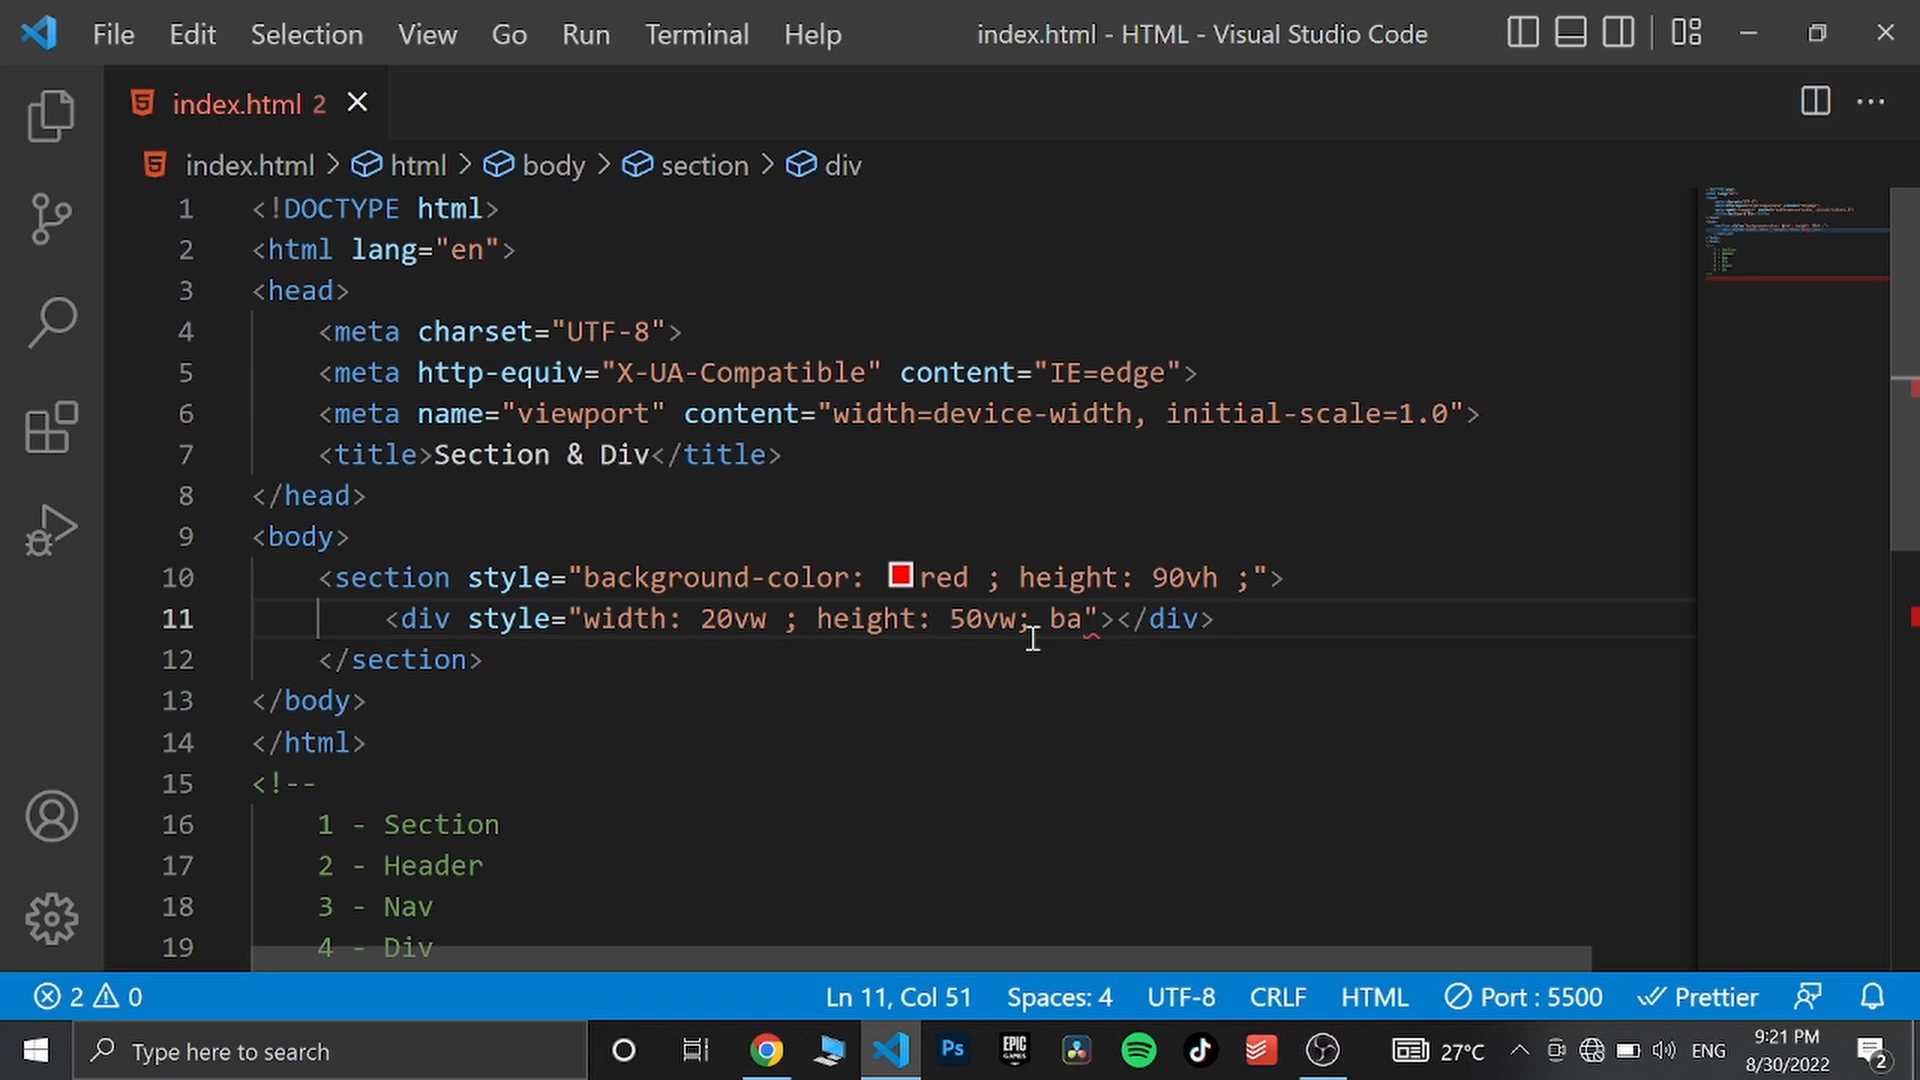 File Edit Selection View Go Run Terminal Help index.html - HTML - Visual Studio Code
index.html 2
index.html > html > body > section > div
1 <!DOCTYPE html>
2 <html lang="en">
3 <head>
4 <meta charset="UTF-8">
5 <meta http-equiv="X-UA-Compatible" content="IE=edge">
6 <meta name="viewport" content="width=device-width, initial-scale=1.0">
7 <title>Section & Div</title>
8 </head>
9 <body>
10 <section style="background-color: red ; height: 90vh ;">
11 <div style="width: 20vw ; height: 50vw; ba"></div>
12 </section>
13 </body>
14 </html>
15 <!--
16 1 - Section
17 2 - Header
18 3 - Nav
19 4 - Div
2 0 Ln 11, Col 51 Spaces: 4 UTF-8 CRLF HTML Port : 5500 Prettier
Type here to search Ps EPIC GAMES 27°C ENG 9:21 PM
8/30/2022 2